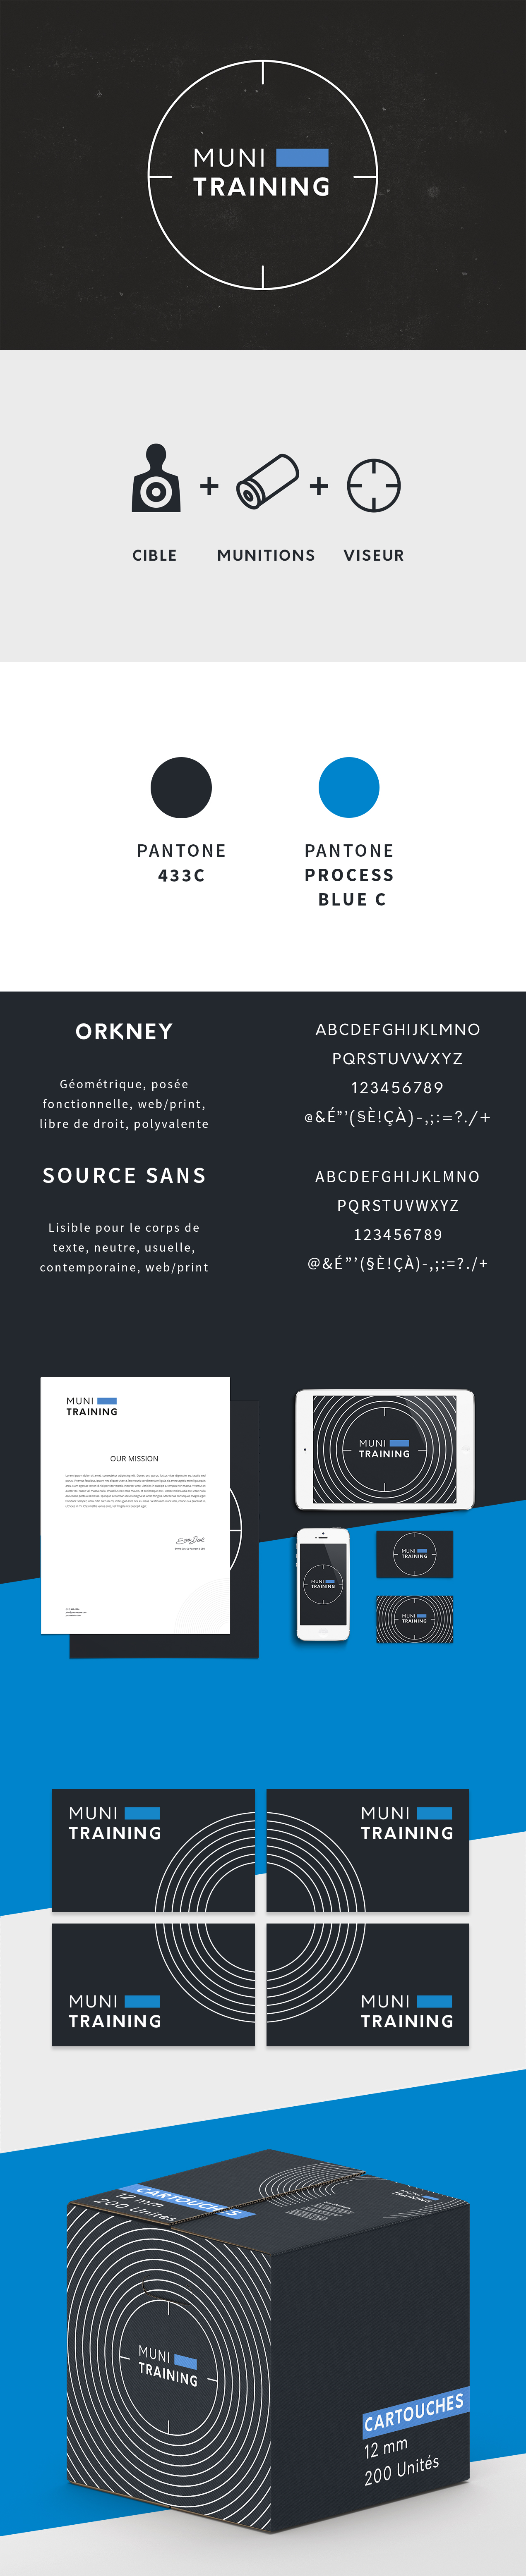 MUNI
TRAINING
CIBLE MUNITIONS VISEUR
PANTONE
433C
PANTONE
PROCESS
BLUE C
ORKNEY
Géométrique, posée
fonctionnelle, web/print,
libre de droit, polyvalente
ABCDEFGHIJKLMNO
PQRSTUVWXYZ
123456789
@&É”’(§È!ÇÀ)-,;:=?./+
SOURCE SANS
Lisible pour le corps de
texte, neutre, usuelle,
contemporaine, web/print
ABCDEFGHIJKLMNO
PQRSTUVWXYZ
123456789
@&É”’(§È!ÇÀ)-,;:=?./+
MUNI
TRAINING
OUR MISSION
MUNI
TRAINING
MUNI
TRAINING
MUNI
TRAINING
MUNI
TRAINING
MUNI
TRAINING
MUNI
TRAINING
MUNI
TRAINING
MUNI
TRAINING
CARTOUCHES
12 mm
200 Unités
MUNI
TRAINING
MUNI
TRAINING
CARTOUCHES
12 mm
200 Unités